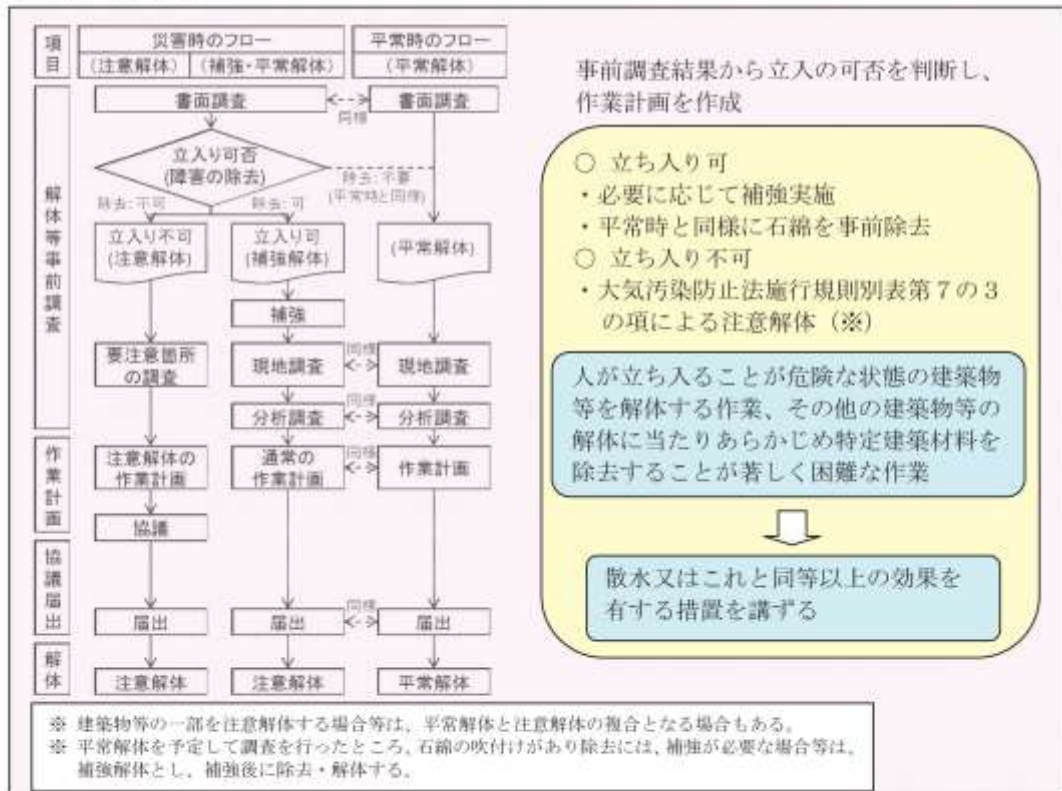 項目
災害時のフロー
平常時のフロー
(注意解体)
(補強・平常解体)
(平常解体)
解体等事前調査
書面調査
同様
書面調査
立入り可否
(障害の除去)
除去:不要
(平常時と同様)
除去:不可
除去:可
立入り不可
(注意解体)
立入り可
(補強解体)
(平常解体)
補強
要注意箇所
の調査
現地調査
同様
現地調査
分析調査
同様
分析調査
作業計画
注意解体の
作業計画
通常の
作業計画
同様
作業計画
協議
協議届出
届出
届出
同様
届出
解体
注意解体
注意解体
平常解体
事前調査結果から立入の可否を判断し、
作業計画を作成
○ 立ち入り可
・必要に応じて補強実施
・平常時と同様に石綿を事前除去
○ 立ち入り不可
・大気汚染防止法施行規則別表第7の3
の項による注意解体(※)
人が立ち入ることが危険な状態の建築物
等を解体する作業、その他の建築物等の
解体に当たりあらかじめ特定建築材料を
除去することが著しく困難な作業
散水又はこれと同等以上の効果を
有する措置を講ずる
※ 建築物等の一部を注意解体する場合等は、平常解体と注意解体の複合となる場合もある。
※ 平常解体を予定して調査を行ったところ、石綿の吹付けがあり除去には、補強が必要な場合等は、
補強解体とし、補強後に除去・解体する。